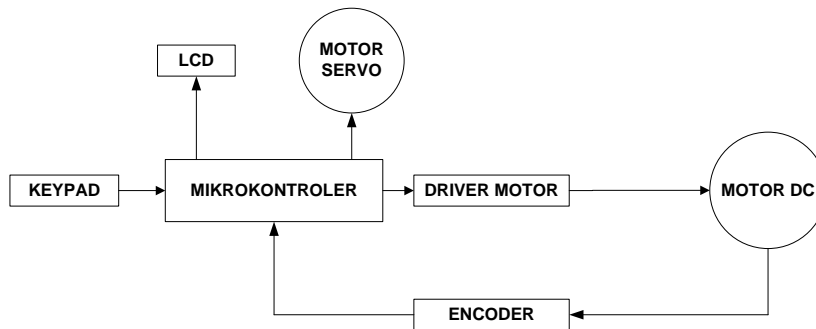 LCD
MOTOR
SERVO
KEYPAD
MIKROKONTROLER
DRIVER MOTOR
MOTOR DC
ENCODER